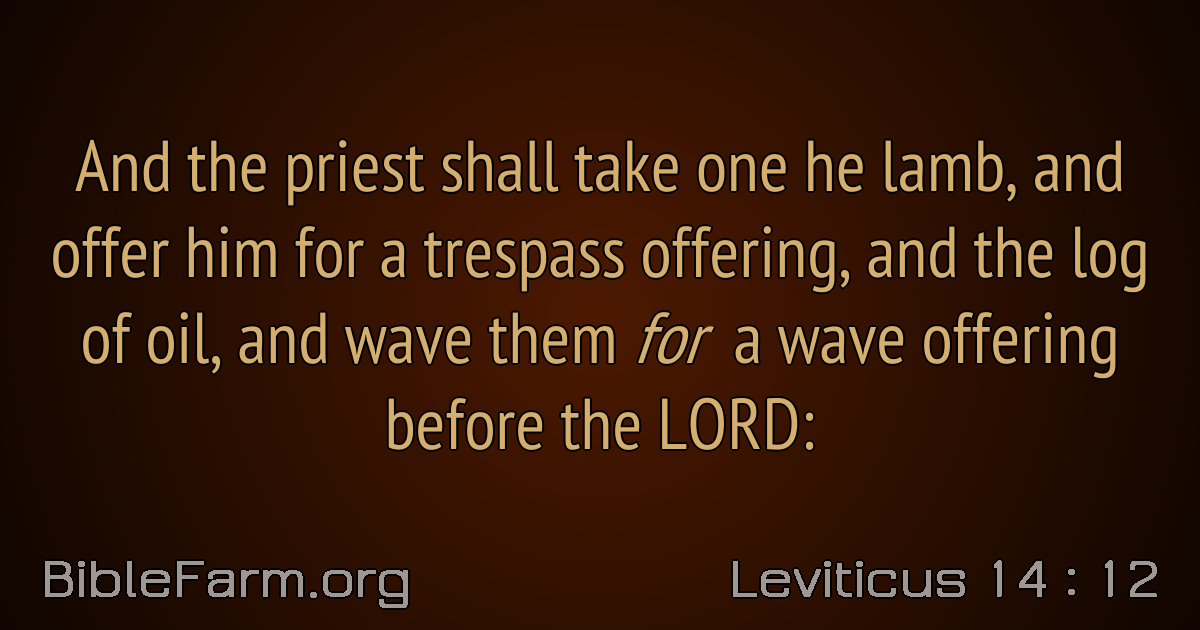 And the priest shall take one he lamb, and
offer him for a trespass offering, and the log
of oil, and wave them for a wave offering
before the LORD:
BibleFarm.org
Leviticus 14 : 12